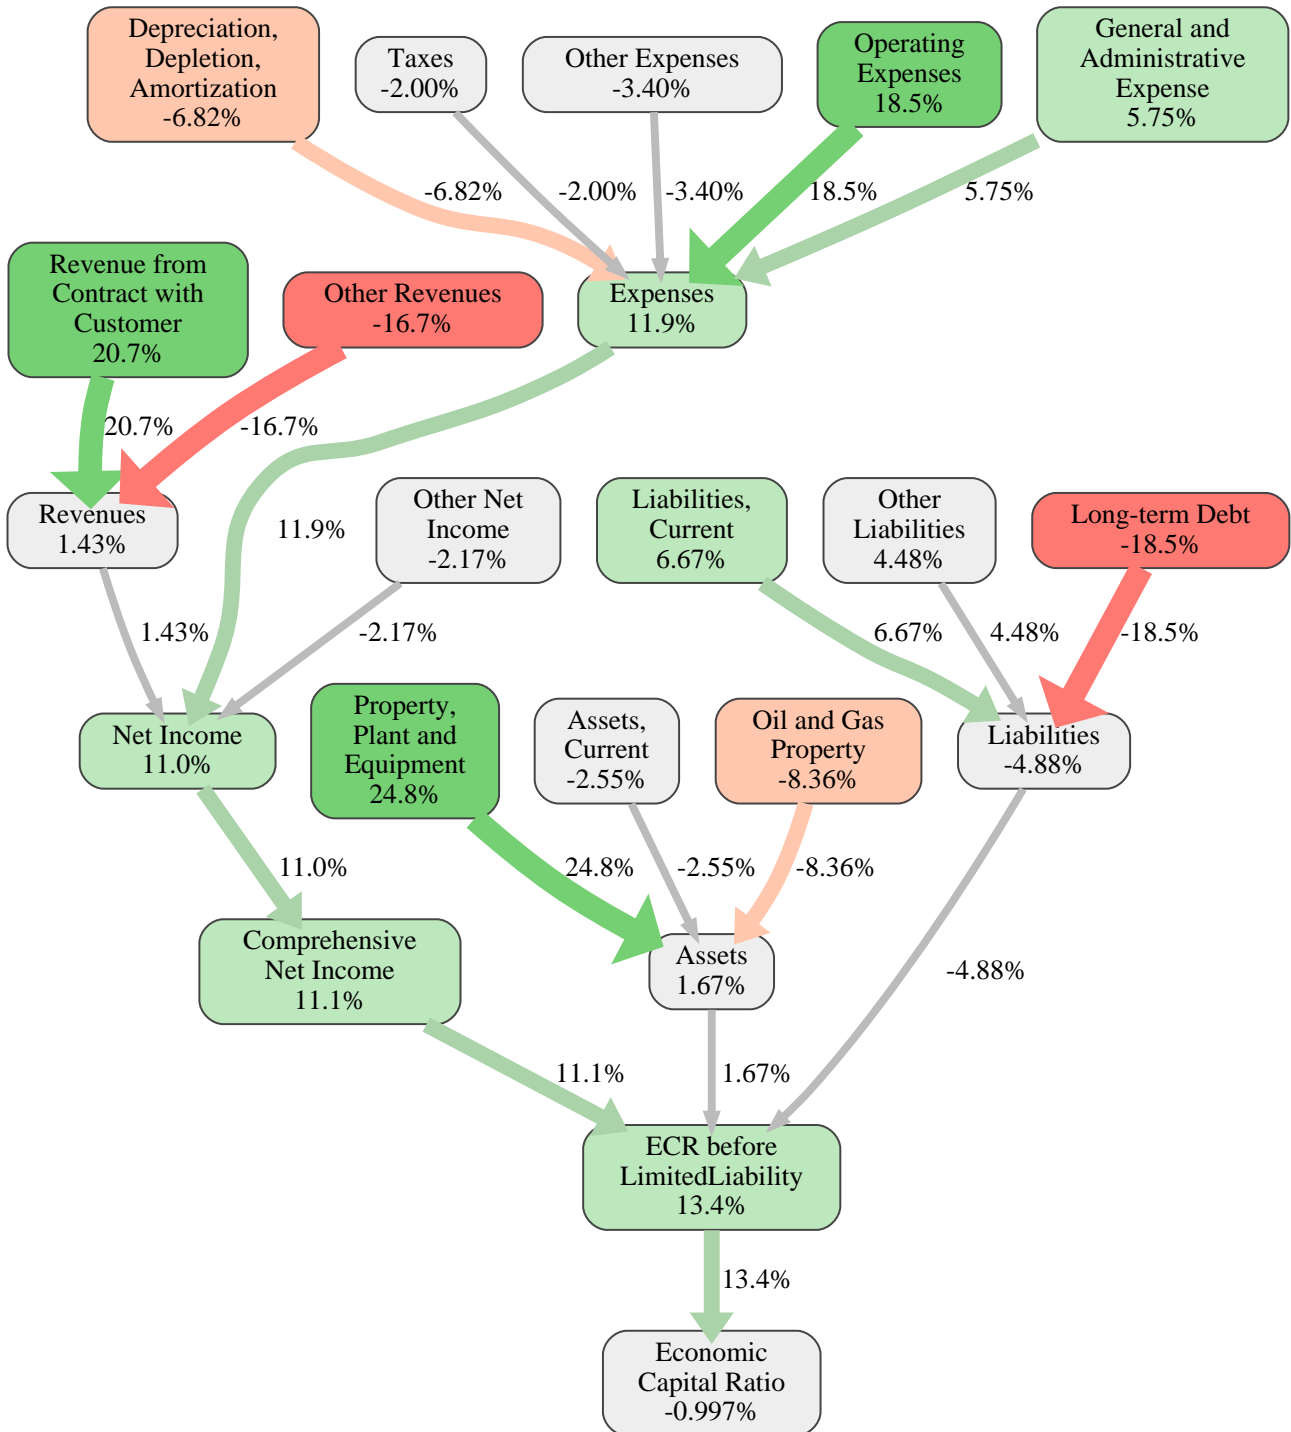 Depreciation,
Depletion,
Amortization
-6.82%
Taxes
-2.00%
Other Expenses
-3.40%
Operating
Expenses
18.5%
General and
Administrative
Expense
5.75%
-6.82%
-2.00%
-3.40%
18.5%
5.75%
Revenue from
Contract with
Customer
20.7%
Other Revenues
-16.7%
Expenses
11.9%
20.7%
-16.7%
11.9%
Revenues
1.43%
Other Net
Income
-2.17%
Liabilities,
Current
6.67%
Other
Liabilities
4.48%
Long-term Debt
-18.5%
1.43%
-2.17%
6.67%
4.48%
-18.5%
Net Income
11.0%
Property,
Plant and
Equipment
24.8%
Assets,
Current
-2.55%
Oil and Gas
Property
-8.36%
Liabilities
-4.88%
11.0%
24.8%
-2.55%
-8.36%
Comprehensive
Net Income
11.1%
Assets
1.67%
-4.88%
11.1%
1.67%
ECR before
LimitedLiability
13.4%
13.4%
Economic
Capital Ratio
-0.997%